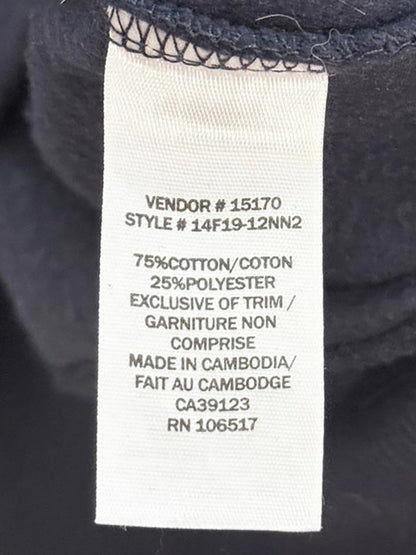 VENDOR # 15170
STYLE # 14F19-12NN2
75%COTTON/COTON
25%POLYESTER
EXCLUSIVE OF TRIM /
GARNITURE NON
COMPRISE
MADE IN CAMBODIA/
FAIT AU CAMBODGE
CA39123
RN 106517